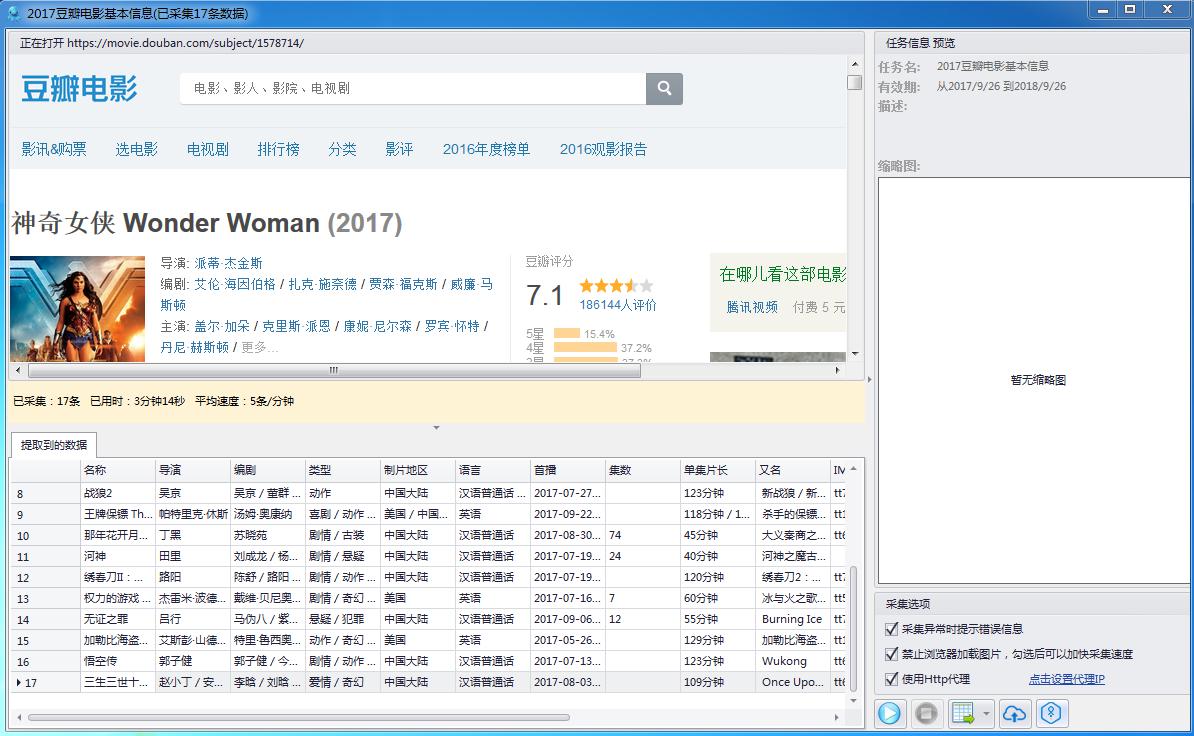 2017豆瓣电影基本信息(已采集17条数据)
正在打开 https://movie.douban.com/subject/1578714/
豆瓣电影
电影、影人、影院、电视剧
影讯&购票 选电影 电视剧 排行榜 分类 影评 2016年度榜单 2016观影报告
神奇女侠 Wonder Woman (2017)
导演: 派蒂·杰金斯
编剧: 艾伦·海因伯格 / 扎克·施奈德 / 贾森·福克斯 / 威廉·马
斯顿
主演: 盖尔·加朵 / 克里斯·派恩 / 康妮·尼尔森 / 罗宾·怀特 /
丹尼·赫斯顿 / 更多...
豆瓣评分
7.1
186144人评价
5星 15.4%
4星 37.2%
在哪儿看这部电影
腾讯视频 付费 5 元
已采集：17条 已用时：3分钟14秒 平均速度：5条/分钟
提取到的数据
名称 导演 编剧 类型 制片地区 语言 首播 集数 单集片长 又名 IM
8 战狼2 吴京 吴京 / 董群 ... 动作 中国大陆 汉语普通话 ... 2017-07-27... 123分钟 新战狼 / 新... tt7
9 王牌保镖 Th... 帕特里克·休斯 汤姆·奥康纳 喜剧 / 动作 ... 美国 / 中国... 英语 2017-09-22... 118分钟 / 1... 杀手的保镖... tt1
10 那年花开月... 丁黑 苏晓苑 剧情 / 古装 中国大陆 汉语普通话 2017-08-30... 74 45分钟 大义秦商之... tt6
11 河神 田里 刘成龙 / 杨... 剧情 / 悬疑 中国大陆 汉语普通话 2017-07-19... 24 40分钟 河神之魔古...
12 绣春刀II：... 路阳 陈舒 / 路阳 ... 剧情 / 动作 ... 中国大陆 汉语普通话 2017-07-19... 120分钟 绣春刀2：... tt7
13 权力的游戏 ... 杰雷米·波德... 戴维·贝尼奥... 剧情 / 奇幻 ... 美国 英语 2017-07-16... 7 60分钟 冰与火之歌... tt5
14 无证之罪 吕行 马伪八 / 紫... 悬疑 / 犯罪 中国大陆 汉语普通话 2017-09-06... 12 55分钟 Burning Ice tt7
15 加勒比海盗... 艾斯彭·山德... 特里·鲁西奥... 动作 / 奇幻 ... 美国 英语 2017-05-26... 129分钟 加勒比海盗... tt1
16 悟空传 郭子健 郭子健 / 今... 剧情 / 动作 ... 中国大陆 汉语普通话 2017-07-13... 123分钟 Wukong tt6
17 三生三世十... 赵小丁 / 安... 李晗 / 刘晗 ... 爱情 / 奇幻 中国大陆 汉语普通话 2017-08-03... 109分钟 Once Upo... tt6
任务信息 预览
任务名: 2017豆瓣电影基本信息
有效期: 从2017/9/26 到2018/9/26
描述:
缩略图:
暂无缩略图
采集选项
采集异常时提示错误信息
禁止浏览器加载图片，勾选后可以加快采集速度
使用Http代理 点击设置代理IP